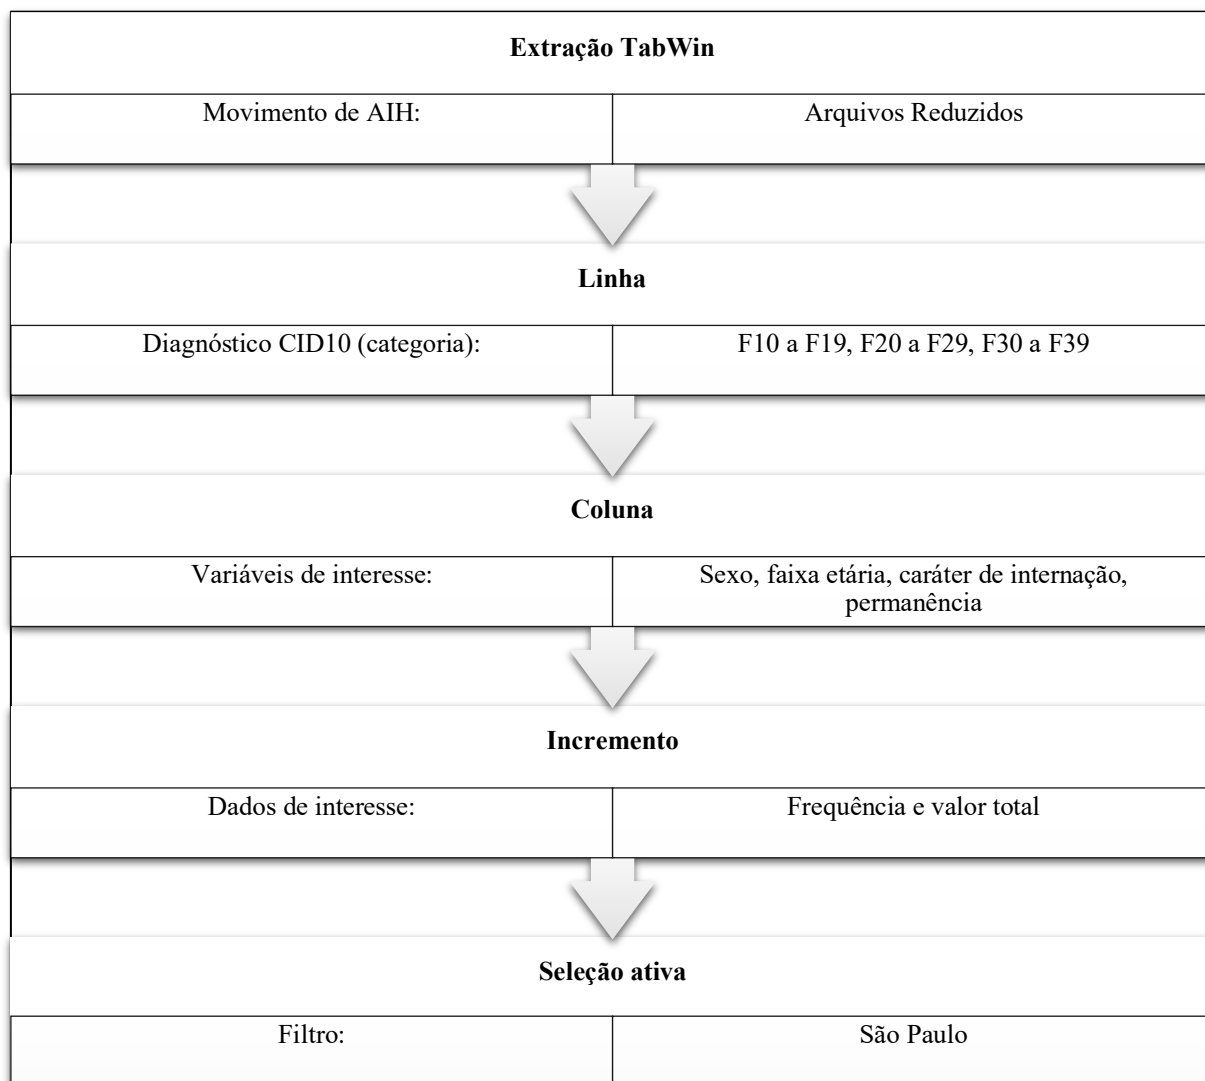 Extração TabWin
Movimento de AIH:
Arquivos Reduzidos
Linha
Diagnóstico CID10 (categoria):
F10 a F19, F20 a F29, F30 a F39
Coluna
Variáveis de interesse:
Sexo, faixa etária, caráter de internação,
permanência
Incremento
Dados de interesse:
Frequência e valor total
Seleção ativa
Filtro:
São Paulo